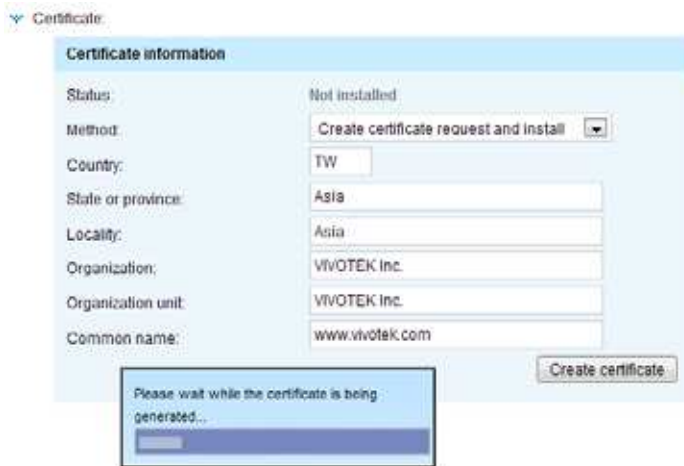 Certificate:
Certificate information
Status: Not installed
Method: Create certificate request and install
Country: TW
State or province: Asia
Locality: Asia
Organization: VIVOTEK Inc.
Organization unit: VIVOTEK Inc.
Common name: www.vivotek.com
Create certificate
Please wait while the certificate is being
generated...